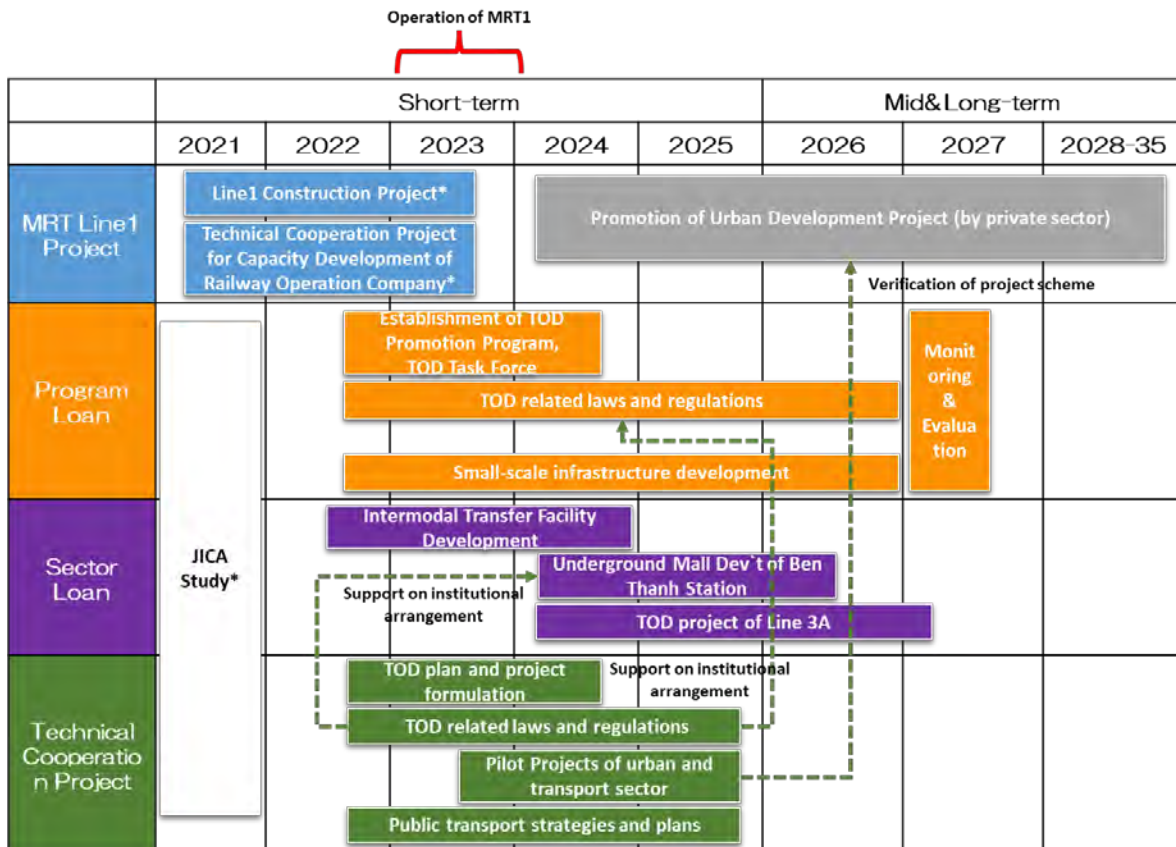 Operation of MRT1
Short-term
Mid&Long-term
2021
2022
2023
2024
2025
2026
2027
2028-35
MRT Line1
Project
Line1 Construction Project*
Technical Cooperation Project
for Capacity Development of
Railway Operation Company*
Promotion of Urban Development Project (by private sector)
Verification of project scheme
Program
Loan
Establishment of TOD
Promotion Program,
TOD Task Force
TOD related laws and regulations
Small-scale infrastructure development
Monit
oring
&
Evalua
tion
JICA
Study*
Sector
Loan
Intermodal Transfer Facility
Development
Underground Mall Dev`t of Ben
Thanh Station
Support on institutional
arrangement
TOD project of Line 3A
Technical
Cooperatio
n Project
TOD plan and project
formulation
Support on institutional
arrangement
TOD related laws and regulations
Pilot Projects of urban and
transport sector
Public transport strategies and plans